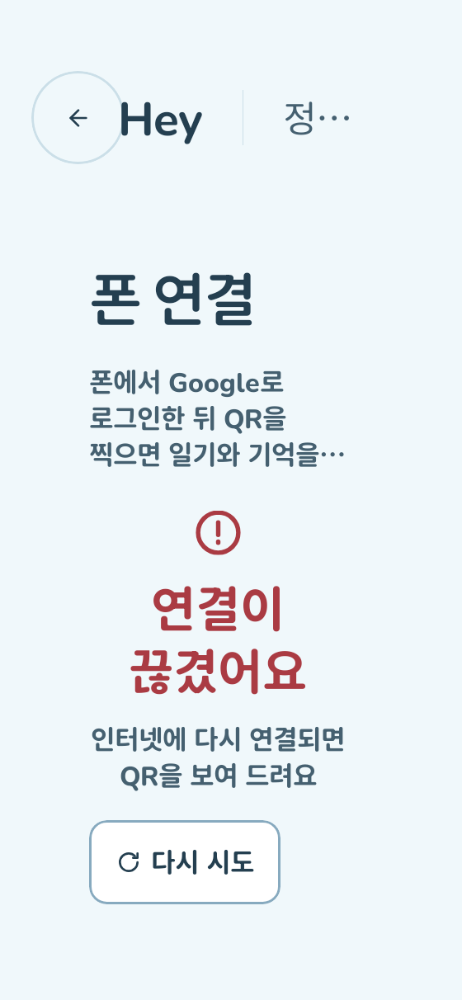 Hey
정…
폰 연결
폰에서 Google로
로그인한 뒤 QR을
찍으면 일기와 기억을…
연결이
끊겼어요
인터넷에 다시 연결되면
QR을 보여 드려요
다시 시도